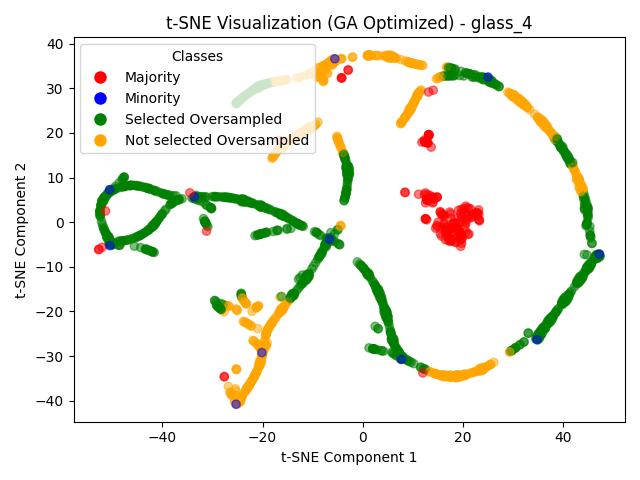 t-SNE Visualization (GA Optimized) - glass_4
Classes
Majority
Minority
Selected Oversampled
Not selected Oversampled
40
30
20
10
0
−10
−20
−30
−40
t-SNE Component 2
−40
−20
0
20
40
t-SNE Component 1